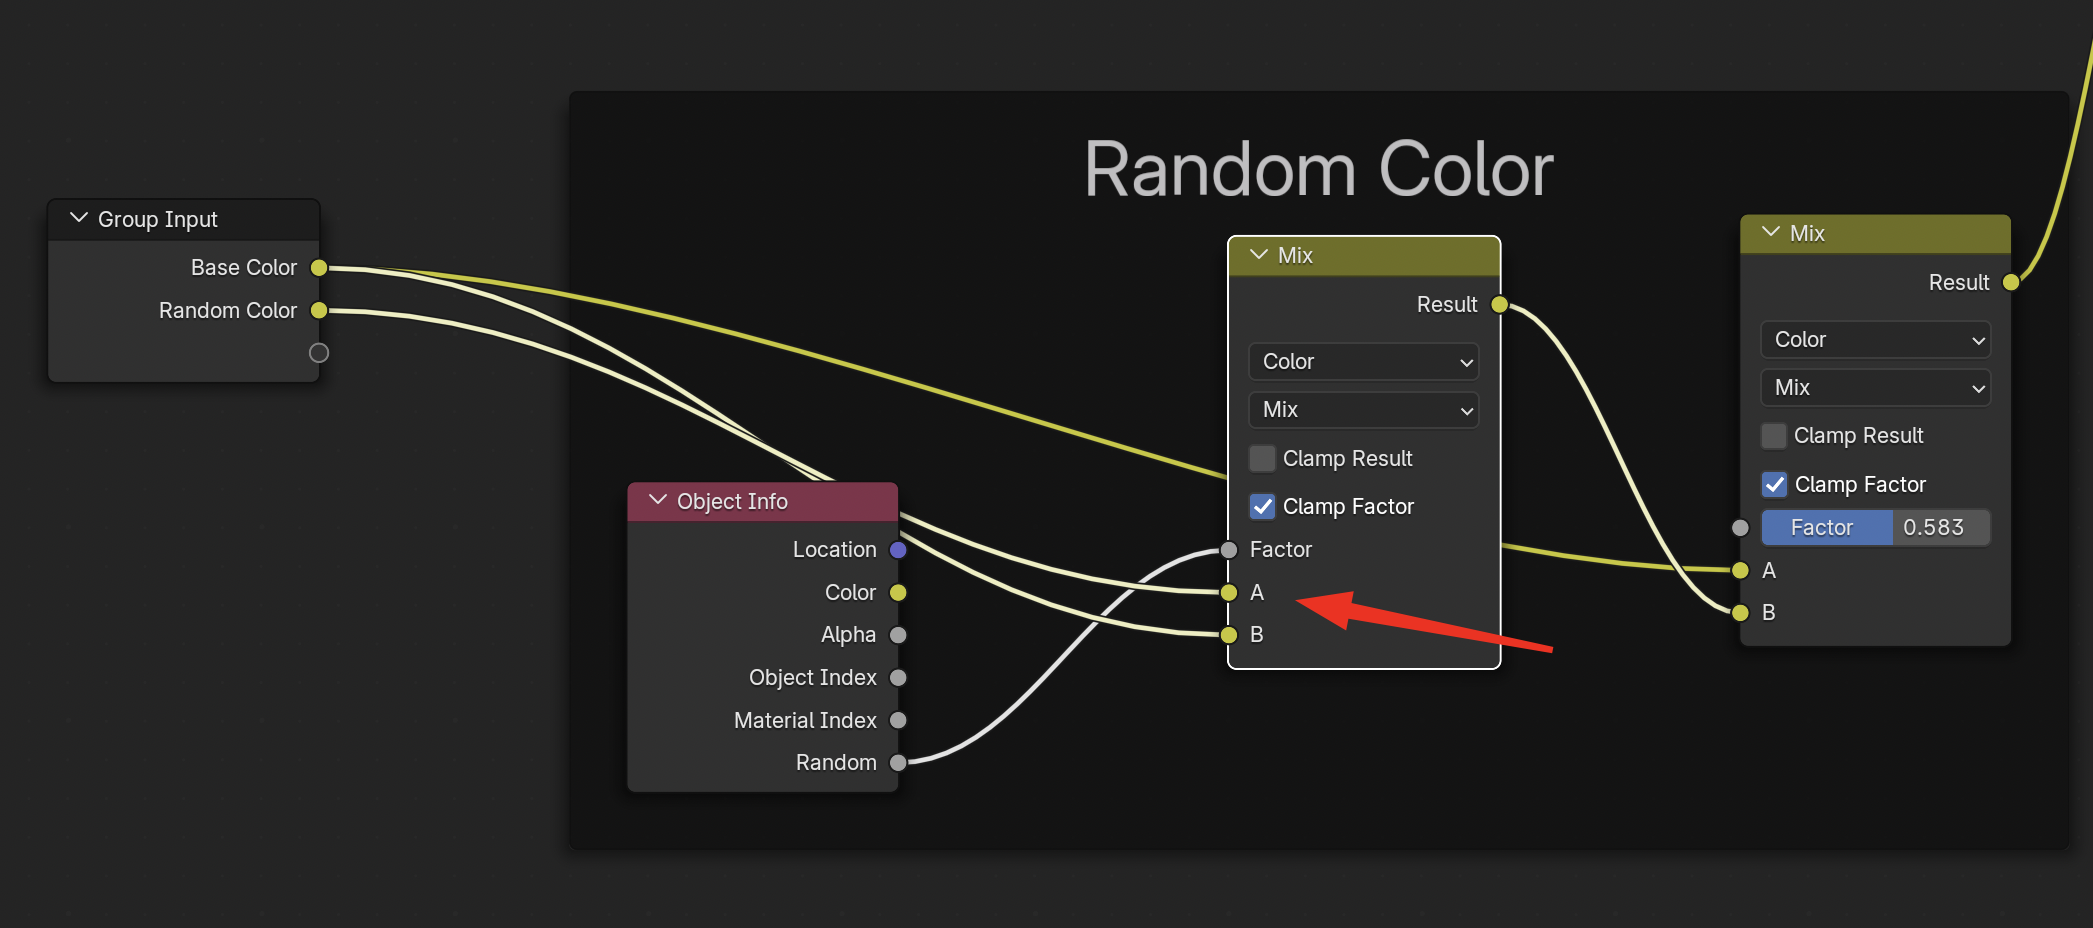 Random Color
Group Input
Base Color
Random Color
Object Info
Location
Color
Alpha
Object Index
Material Index
Random
Mix
Result
Color
Mix
Clamp Result
Clamp Factor
Factor
A
B
Mix
Result
Color
Mix
Clamp Result
Clamp Factor
Factor 0.583
A
B